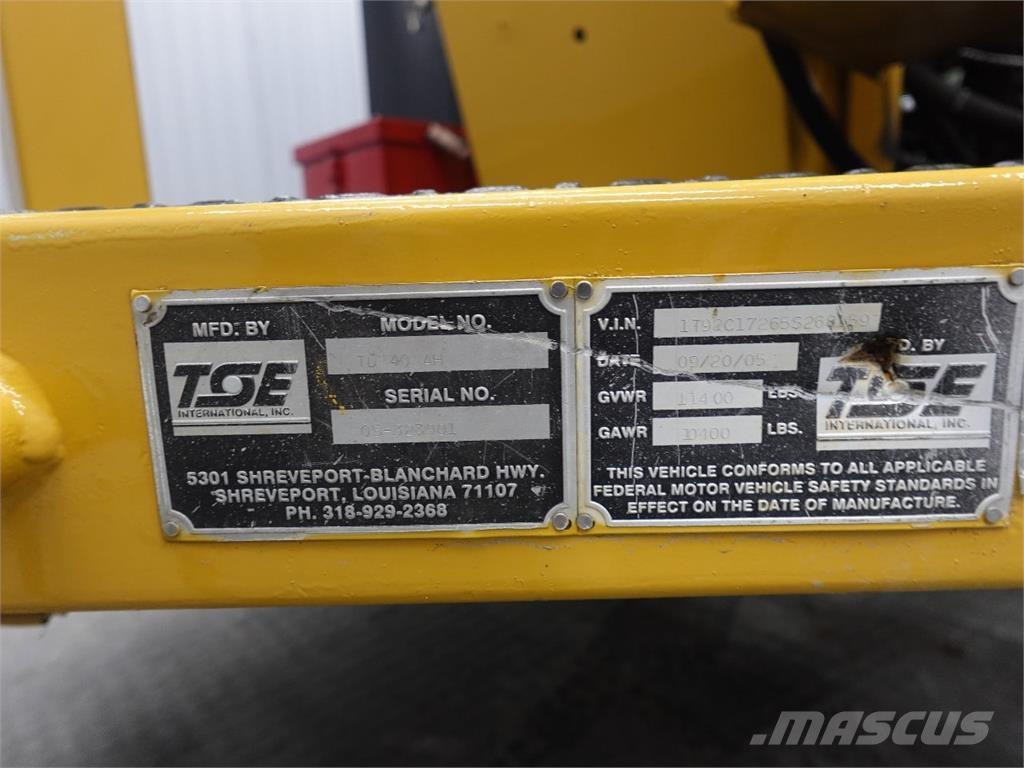 MFD. BY
TSE
INTERNATIONAL, INC.
MODEL NO.
SERIAL NO.
5301 SHREVEPORT-BLANCHARD HWY.
SHREVEPORT, LOUISIANA 71107
PH. 318-929-2368
V.I.N.
DATE 09/20/05
GVWR 11400 LBS.
GAWR LBS.
BY
TSE
INTERNATIONAL, INC.
THIS VEHICLE CONFORMS TO ALL APPLICABLE
FEDERAL MOTOR VEHICLE SAFETY STANDARDS IN
EFFECT ON THE DATE OF MANUFACTURE.
MASCUS